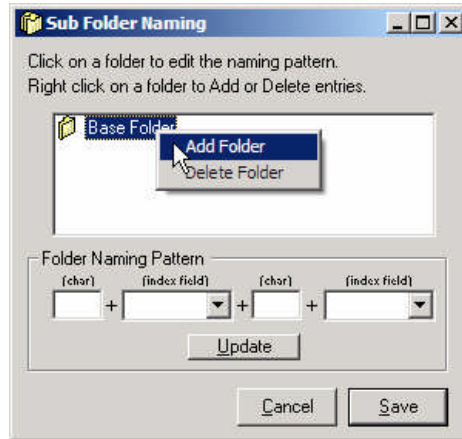 Sub Folder Naming
Click on a folder to edit the naming pattern.
Right click on a folder to Add or Delete entries.
Base Folder
Add Folder
Delete Folder
Folder Naming Pattern
(char) (index field) (char) (index field)
+ + +
Update
Cancel Save